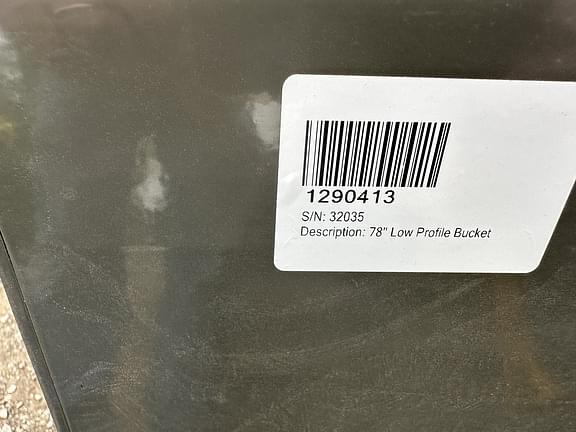 1290413
S/N: 32035
Description: 78" Low Profile Bucket